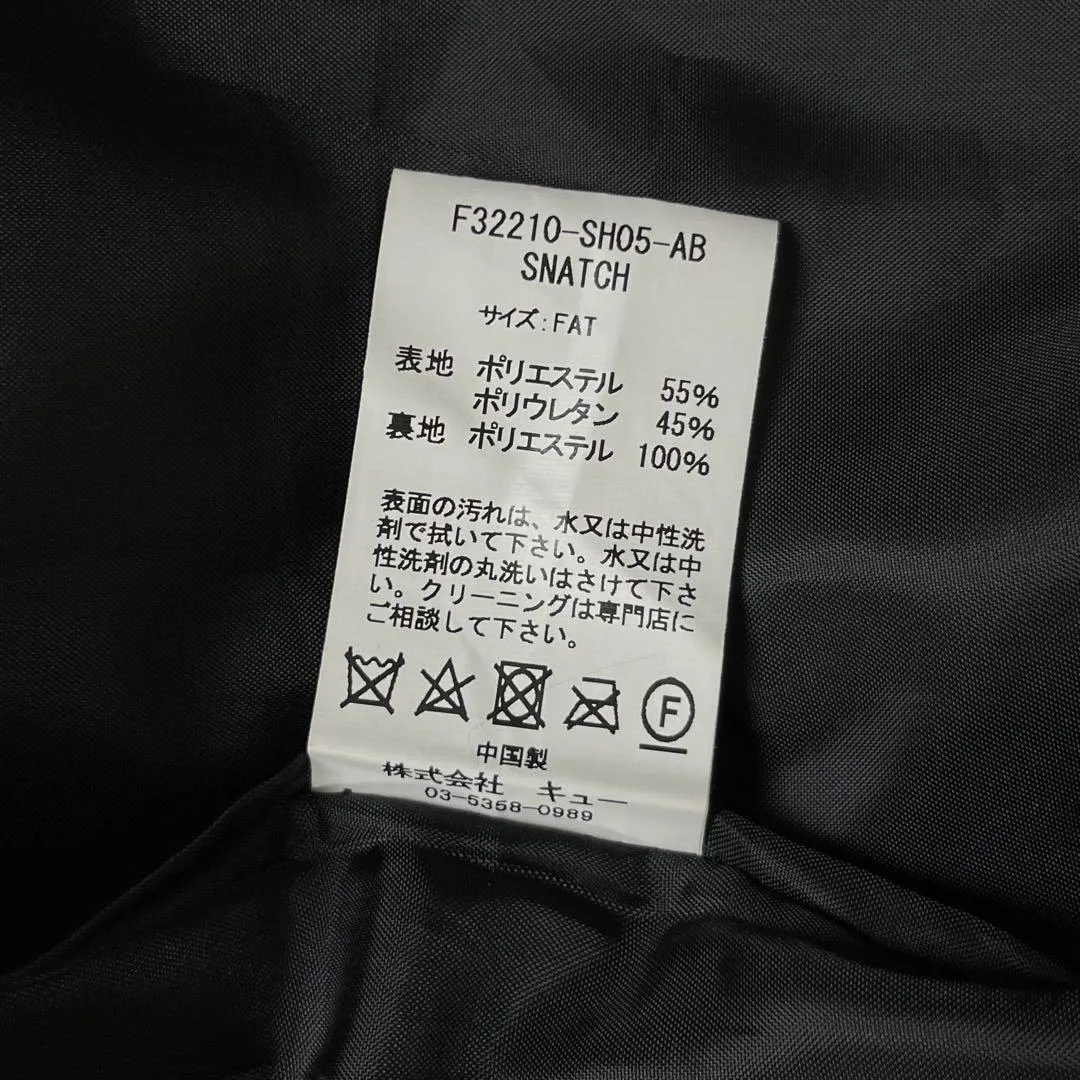 F32210-SH05-AB
SNATCH
サイズ:FAT
表地 ポリエステル 55%
ポリウレタン 45%
裏地 ポリエステル 100%
表面の汚れは、水又は中性洗
剤で拭いて下さい。水又は中
性洗剤の丸洗いはさけて下さ
い。クリーニングは専門店に
ご相談して下さい。
F
中国製
株式会社 キュー
03-5358-0989